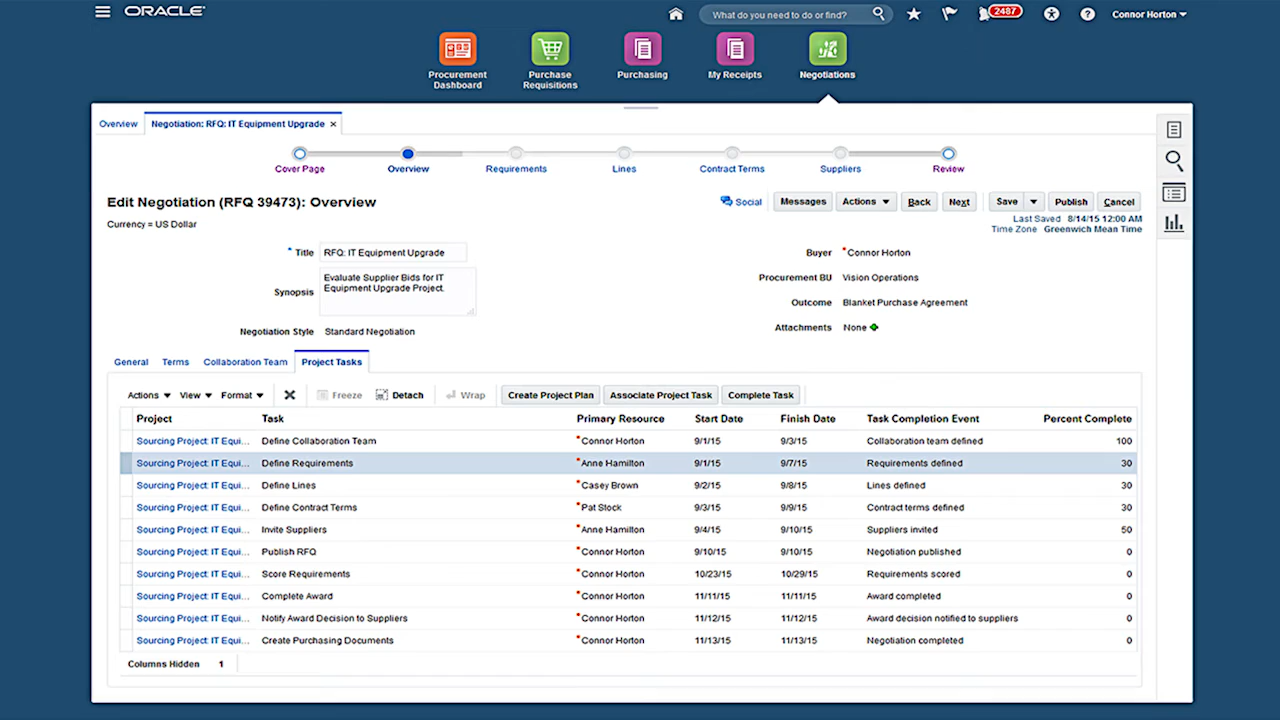 ORACLE
What do you need to do or find?
2487
Connor Horton
Procurement Dashboard
Purchase Requisitions
Purchasing
My Receipts
Negotiations
Overview
Negotiation: RFQ: IT Equipment Upgrade ×
Cover Page Overview Requirements Lines Contract Terms Suppliers Review
Edit Negotiation (RFQ 39473): Overview
Social Messages Actions Back Next Save Publish Cancel
Currency = US Dollar
Last Saved 8/14/15 12:00 AM
Time Zone Greenwich Mean Time
* Title RFQ: IT Equipment Upgrade
Synopsis Evaluate Supplier Bids for IT
Equipment Upgrade Project.
Negotiation Style Standard Negotiation
Buyer Connor Horton
Procurement BU Vision Operations
Outcome Blanket Purchase Agreement
Attachments None
General Terms Collaboration Team Project Tasks
Actions View Format Freeze Detach Wrap Create Project Plan Associate Project Task Complete Task
Project Task Primary Resource Start Date Finish Date Task Completion Event Percent Complete
Sourcing Project: IT Equi... Define Collaboration Team Connor Horton 9/1/15 9/3/15 Collaboration team defined 100
Sourcing Project: IT Equi... Define Requirements Anne Hamilton 9/1/15 9/7/15 Requirements defined 30
Sourcing Project: IT Equi... Define Lines Casey Brown 9/2/15 9/8/15 Lines defined 30
Sourcing Project: IT Equi... Define Contract Terms Pat Stock 9/3/15 9/9/15 Contract terms defined 30
Sourcing Project: IT Equi... Invite Suppliers Anne Hamilton 9/4/15 9/10/15 Suppliers invited 50
Sourcing Project: IT Equi... Publish RFQ Connor Horton 9/10/15 9/10/15 Negotiation published 0
Sourcing Project: IT Equi... Score Requirements Connor Horton 10/23/15 10/29/15 Requirements scored 0
Sourcing Project: IT Equi... Complete Award Connor Horton 11/11/15 11/11/15 Award completed 0
Sourcing Project: IT Equi... Notify Award Decision to Suppliers Connor Horton 11/12/15 11/12/15 Award decision notified to suppliers 0
Sourcing Project: IT Equi... Create Purchasing Documents Connor Horton 11/13/15 11/13/15 Negotiation completed 0
Columns Hidden 1